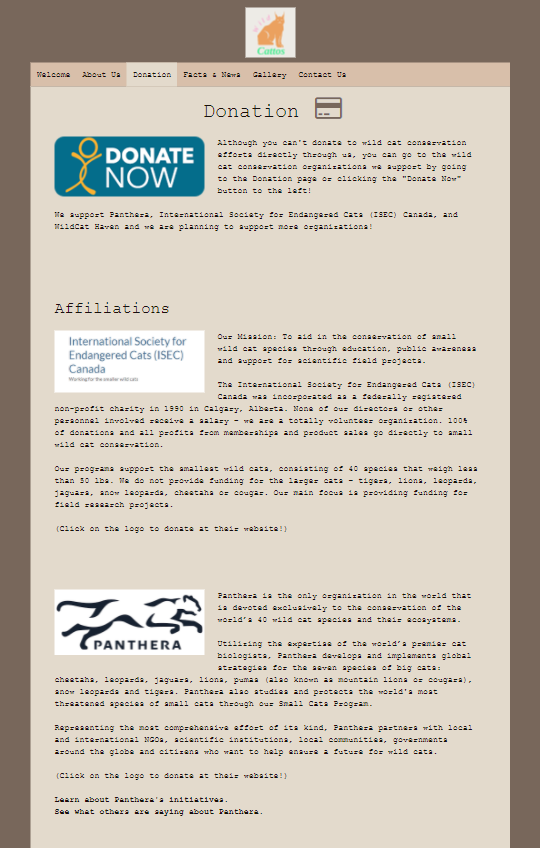 Wild
Cattos
Welcome About Us Donation Facts & News Gallery Contact Us
Donation
DONATE
NOW
Although you can't donate to wild cat conservation
efforts directly through us, you can go to the wild
cat conservation organizations we support by going
to the Donation page or clicking the "Donate Now"
button to the left!
We support Panthera, International Society for Endangered Cats (ISEC) Canada, and
WildCat Haven and we are planning to support more organizations!
Affiliations
International Society for
Endangered Cats (ISEC)
Canada
Working for the smaller wild cats
Our Mission: To aid in the conservation of small
wild cat species through education, public awareness
and support for scientific field projects.
The International Society for Endangered Cats (ISEC)
Canada was incorporated as a federally registered
non-profit charity in 1990 in Calgary, Alberta. None of our directors or other
personnel involved receive a salary – we are a totally volunteer organization. 100%
of donations and all profits from memberships and product sales go directly to small
wild cat conservation.
Our programs support the smallest wild cats, consisting of 40 species that weigh less
than 50 lbs. We do not provide funding for the larger cats – tigers, lions, leopards,
jaguars, snow leopards, cheetahs or cougar. Our main focus is providing funding for
field research projects.
(Click on the logo to donate at their website!)
PANTHERA
Panthera is the only organization in the world that
is devoted exclusively to the conservation of the
world's 40 wild cat species and their ecosystems.
Utilizing the expertise of the world's premier cat
biologists, Panthera develops and implements global
strategies for the seven species of big cats:
cheetahs, leopards, jaguars, lions, pumas (also known as mountain lions or cougars),
snow leopards and tigers. Panthera also studies and protects the world's most
threatened species of small cats through our Small Cats Program.
Representing the most comprehensive effort of its kind, Panthera partners with local
and international NGOs, scientific institutions, local communities, governments
around the globe and citizens who want to help ensure a future for wild cats.
(Click on the logo to donate at their website!)
Learn about Panthera's initiatives.
See what others are saying about Panthera.